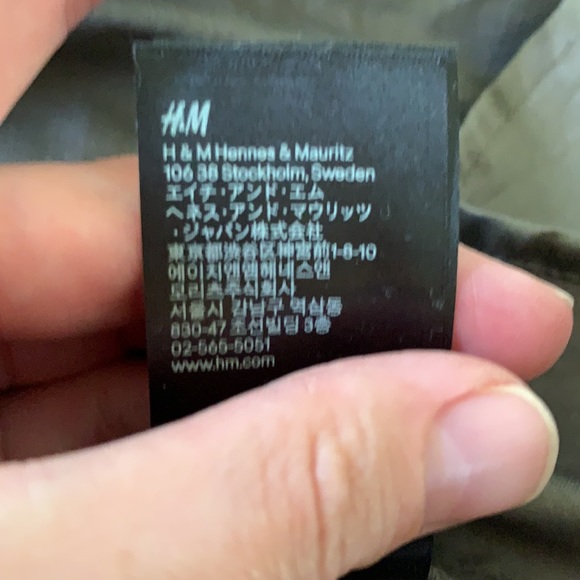 H&M
H & M Hennes & Mauritz
106 38 Stockholm, Sweden
エイチ・アンド・エム
ヘネス・アンド・マウリッツ
・ジャパン株式会社
東京都渋谷区神宮前1-8-10
에이치앤엠헤네스앤
모리츠주식회사
서울시 강남구 역삼동
830-47 조선빌딩 3층
02-565-5051
www.hm.com